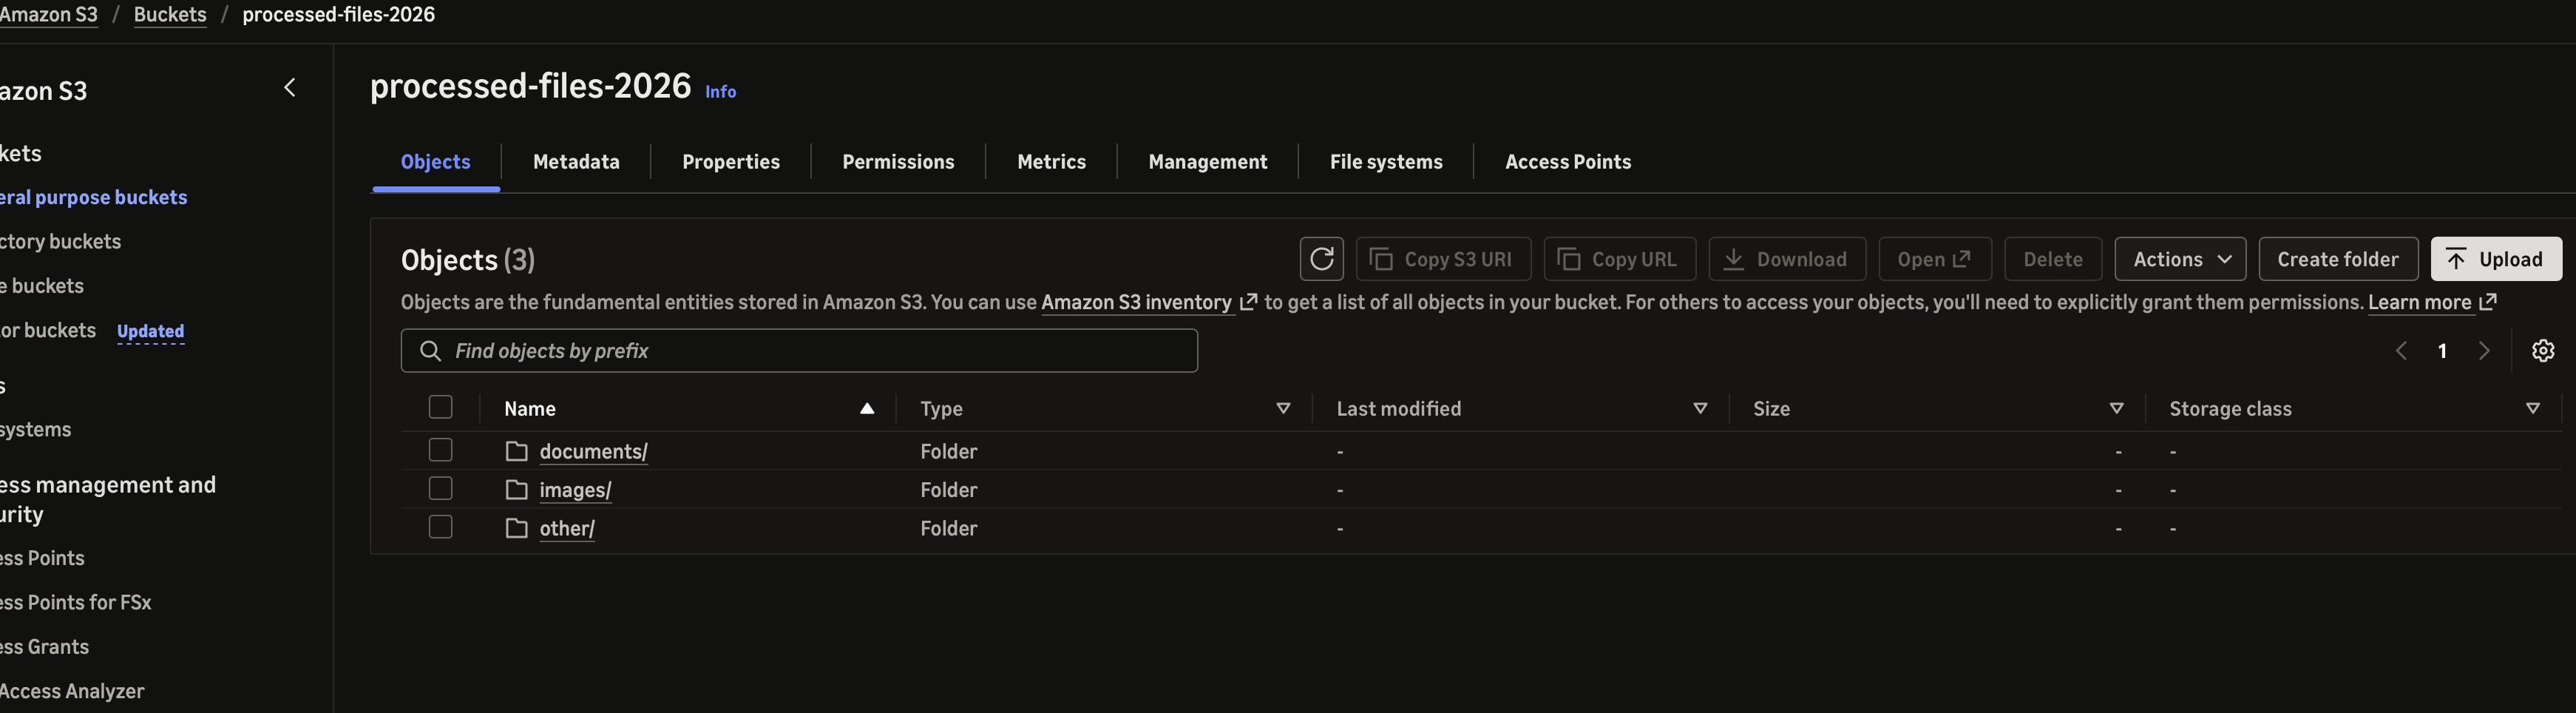 Amazon S3 / Buckets / processed-files-2026
azon S3
kets
eral purpose buckets
ctory buckets
e buckets
or buckets Updated
s
systems
ess management and
urity
ess Points
ess Points for FSx
ess Grants
Access Analyzer
processed-files-2026 Info
Objects Metadata Properties Permissions Metrics Management File systems Access Points
Objects (3) Copy S3 URI Copy URL Download Open Delete Actions Create folder Upload
Objects are the fundamental entities stored in Amazon S3. You can use Amazon S3 inventory to get a list of all objects in your bucket. For others to access your objects, you'll need to explicitly grant them permissions. Learn more
Find objects by prefix 1
Name Type Last modified Size Storage class
documents/ Folder - - -
images/ Folder - - -
other/ Folder - - -